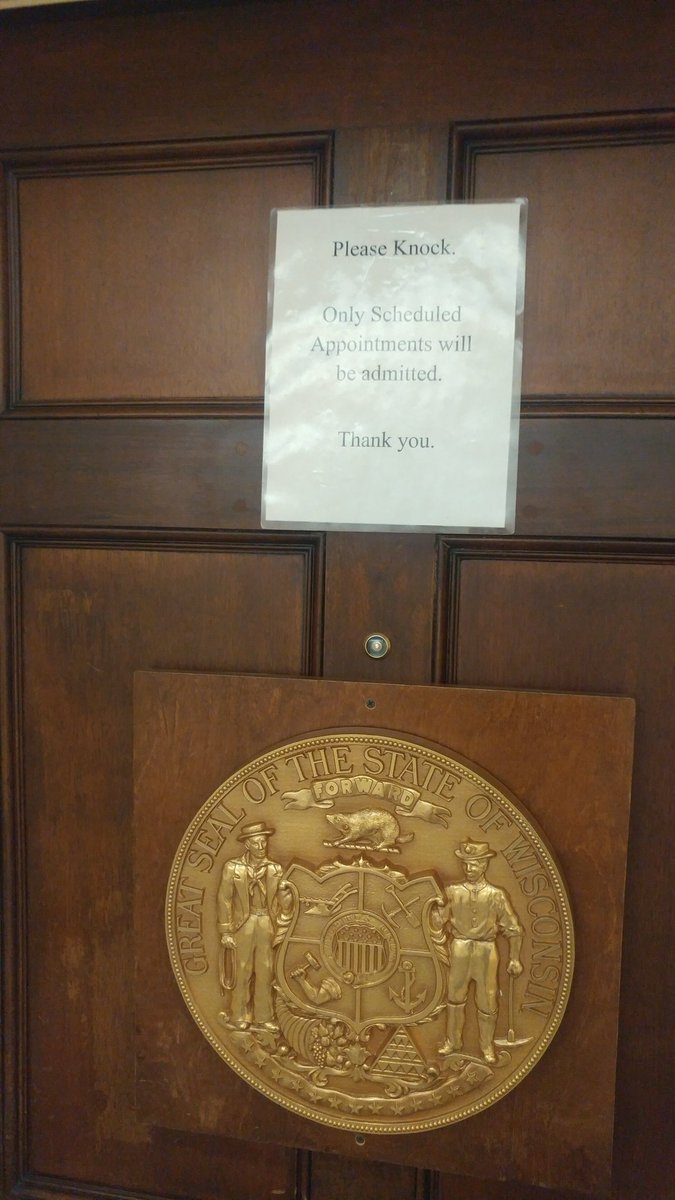 Please Knock.
Only Scheduled
Appointments will
be admitted.
Thank you.
GREAT SEAL OF THE STATE OF WISCONSIN
FORWARD